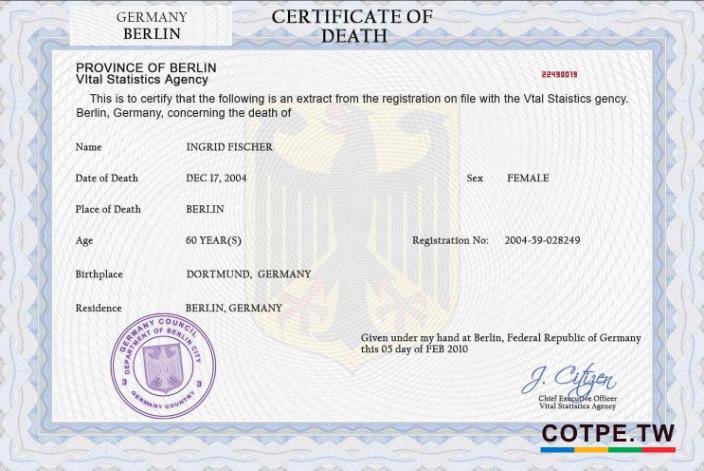 GERMANY
BERLIN
CERTIFICATE OF
DEATH
PROVINCE OF BERLIN
VItal Statistics Agency
22490019
This is to certify that the following is an extract from the registration on file with the Vtal Staistics gency.
Berlin, Germany, concerning the death of
Name INGRID FISCHER
Date of Death DEC 17, 2004 Sex FEMALE
Place of Death BERLIN
Age 60 YEAR(S) Registration No: 2004-59-028249
Birthplace DORTMUND, GERMANY
Residence BERLIN, GERMANY
GERMANY COUNCIL
DEPARTMENT OF BERLIN CITY
3 3
GERMANY COUNTRY
Given under my hand at Berlin, Federal Republic of Germany
this 05 day of FEB 2010
J. Citizen
Chief Executive Officer
Vital Statistics Agency
COTPE.TW